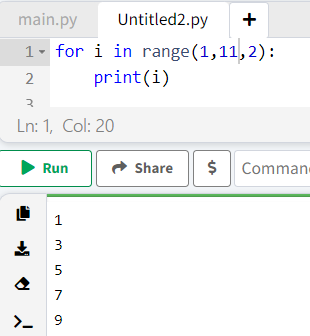 main.py Untitled2.py +
1 for i in range(1,11,2):
2     print(i)
3
Ln: 1, Col: 20
Run Share $ Comman
1
3
5
7
9